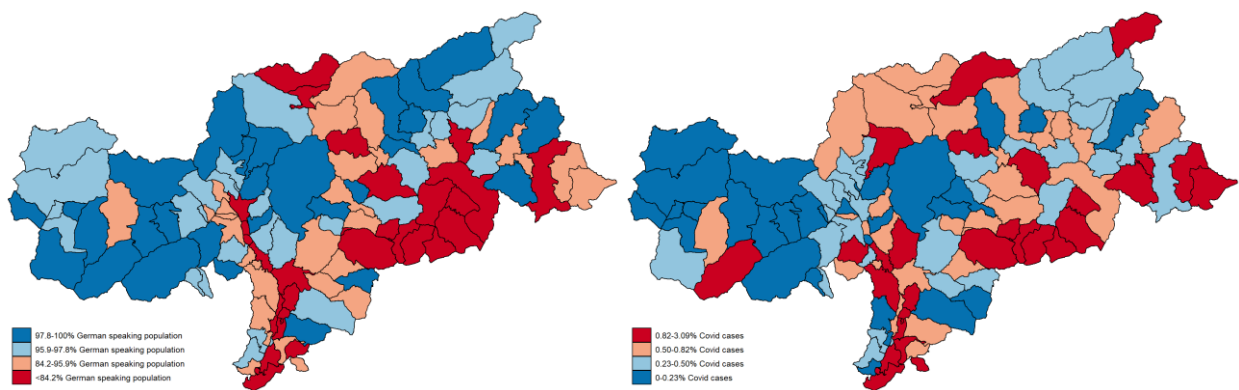 97.8-100% German speaking population
95.9-97.8% German speaking population
84.2-95.9% German speaking population
<84.2% German speaking population
0.82-3.09% Covid cases
0.50-0.82% Covid cases
0.23-0.50% Covid cases
0-0.23% Covid cases